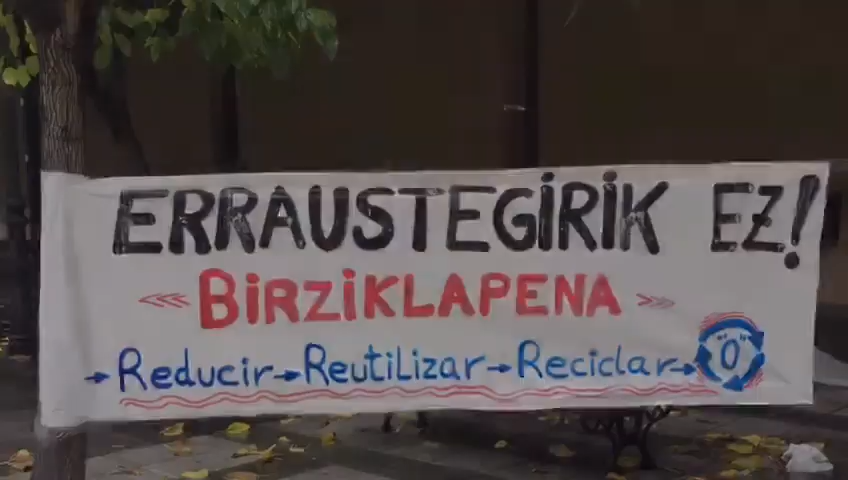 ERRAUSTEGIRIK EZ!
BIRZIKLAPENA
→Reducir→Reutilizar→Reciclar→"0"